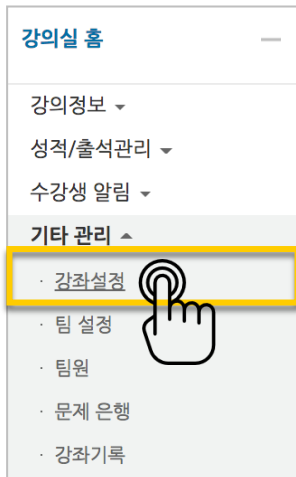 강의실 홈
강의정보
성적/출석관리
수강생 알림
기타 관리
· 강좌설정
· 팀 설정
· 팀원
· 문제 은행
· 강좌기록